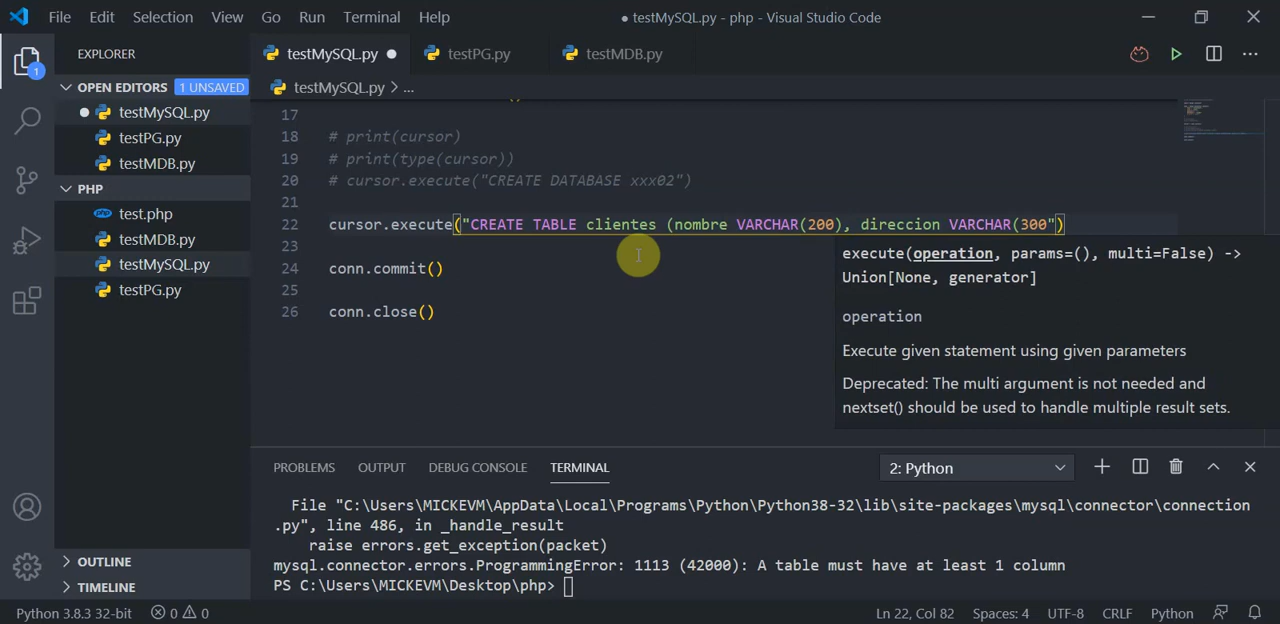 File Edit Selection View Go Run Terminal Help ● testMySQL.py - php - Visual Studio Code
EXPLORER
OPEN EDITORS 1 UNSAVED
testMySQL.py
testPG.py
testMDB.py
PHP
test.php
testMDB.py
testMySQL.py
testPG.py
OUTLINE
TIMELINE
1
testMySQL.py testPG.py testMDB.py
testMySQL.py > ...
17
18 # print(cursor)
19 # print(type(cursor))
20 # cursor.execute("CREATE DATABASE xxx02")
21
22 cursor.execute("CREATE TABLE clientes (nombre VARCHAR(200), direccion VARCHAR(300")
23
24 conn.commit()
25
26 conn.close()
execute(operation, params=(), multi=False) ->
Union[None, generator]
operation
Execute given statement using given parameters
Deprecated: The multi argument is not needed and
nextset() should be used to handle multiple result sets.
PROBLEMS OUTPUT DEBUG CONSOLE TERMINAL 2: Python
File "C:\Users\MICKEVM\AppData\Local\Programs\Python\Python38-32\lib\site-packages\mysql\connector\connection
.py", line 486, in _handle_result
raise errors.get_exception(packet)
mysql.connector.errors.ProgrammingError: 1113 (42000): A table must have at least 1 column
PS C:\Users\MICKEVM\Desktop\php>
Python 3.8.3 32-bit 0 0 Ln 22, Col 82 Spaces: 4 UTF-8 CRLF Python